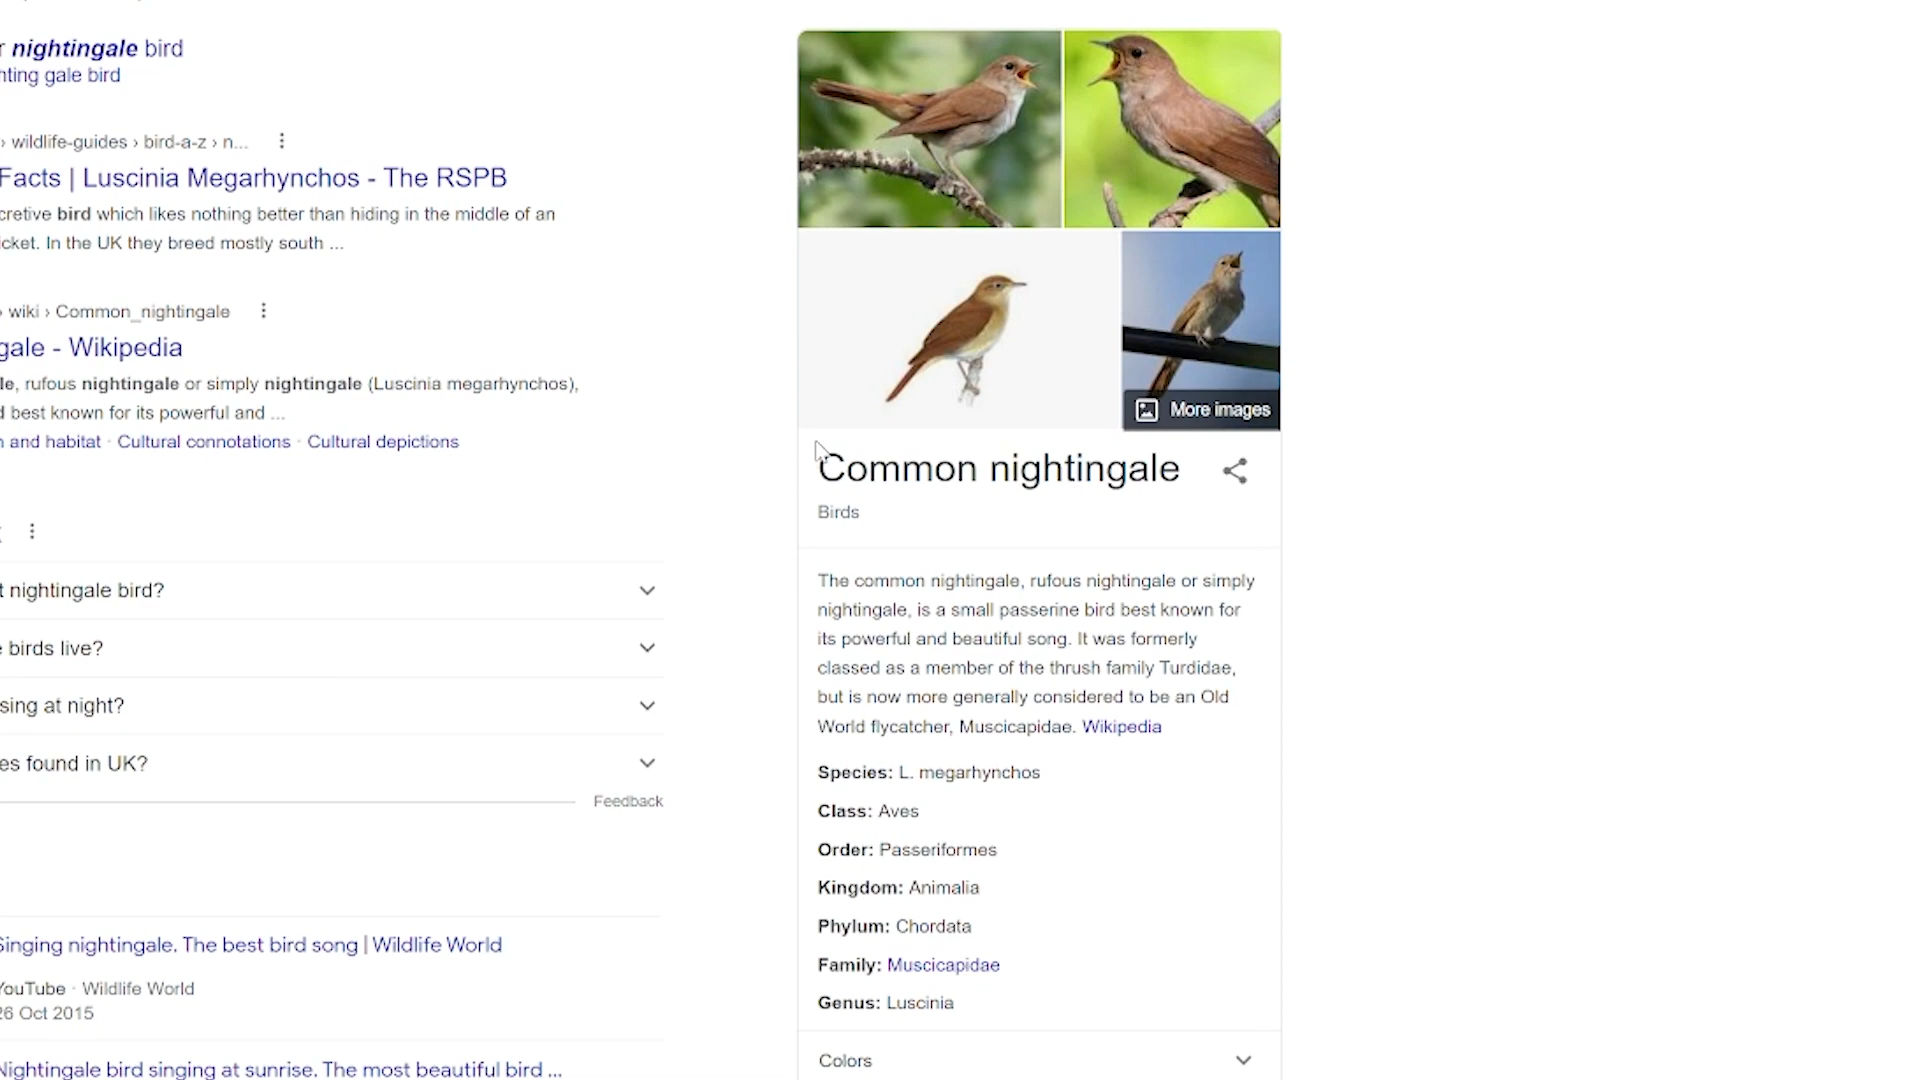 r nightingale bird
nting gale bird
› wildlife-guides › bird-a-z › n...
Facts | Luscinia Megarhynchos - The RSPB
cretive bird which likes nothing better than hiding in the middle of an
icket. In the UK they breed mostly south ...
› wiki › Common_nightingale
gale - Wikipedia
le, rufous nightingale or simply nightingale (Luscinia megarhynchos),
d best known for its powerful and ...
n and habitat · Cultural connotations · Cultural depictions
t nightingale bird?
e birds live?
sing at night?
es found in UK?
Feedback
Singing nightingale. The best bird song | Wildlife World
YouTube · Wildlife World
26 Oct 2015
Nightingale bird singing at sunrise. The most beautiful bird ...
More images
Common nightingale
Birds
The common nightingale, rufous nightingale or simply
nightingale, is a small passerine bird best known for
its powerful and beautiful song. It was formerly
classed as a member of the thrush family Turdidae,
but is now more generally considered to be an Old
World flycatcher, Muscicapidae. Wikipedia
Species: L. megarhynchos
Class: Aves
Order: Passeriformes
Kingdom: Animalia
Phylum: Chordata
Family: Muscicapidae
Genus: Luscinia
Colors